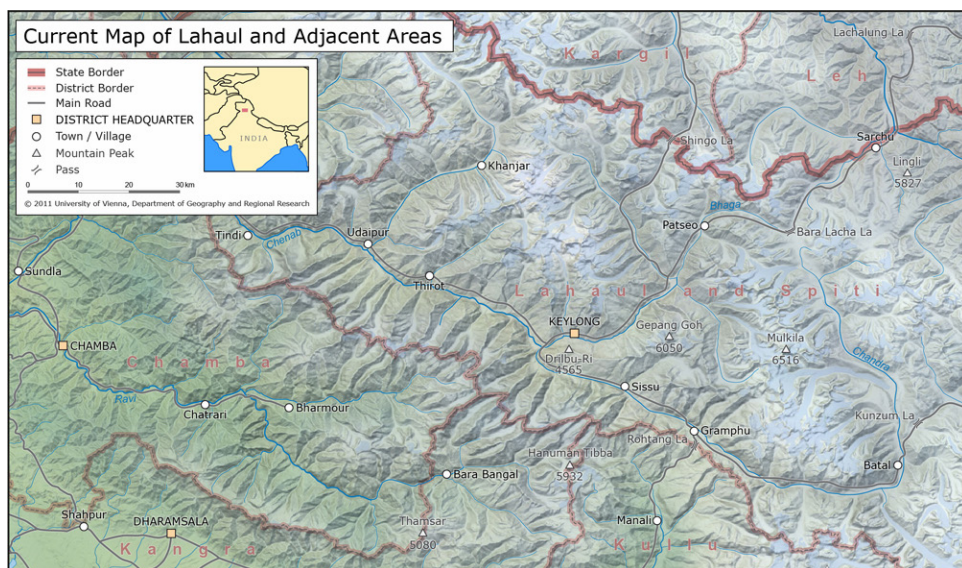 Current Map of Lahaul and Adjacent Areas
State Border
District Border
Main Road
DISTRICT HEADQUARTER
Town / Village
Mountain Peak
Pass
0 10 20 30 km
© 2011 University of Vienna, Department of Geography and Regional Research
INDIA
Kargil
Leh
Lachalung La
Sarchu
Shingo La
Lingli
5827
Khanjar
Bhaga
Patseo
Bara Lacha La
Tindi
Chenab
Udaipur
Sundla
Thirot
Lahaul and Spiti
KEYLONG
Gepang Goh
6050
Mulkila
6516
Drilbu-Ri
4565
CHAMBA
Chamba
Chandra
Ravi
Sissu
Chatrari
Bharmour
Kunzum La
Gramphu
Rohtang La
Hanuman Tibba
5932
Batal
Bara Bangal
Shahpur
DHARAMSALA
Thamsar
5080
Manali
Kangra
Kullu